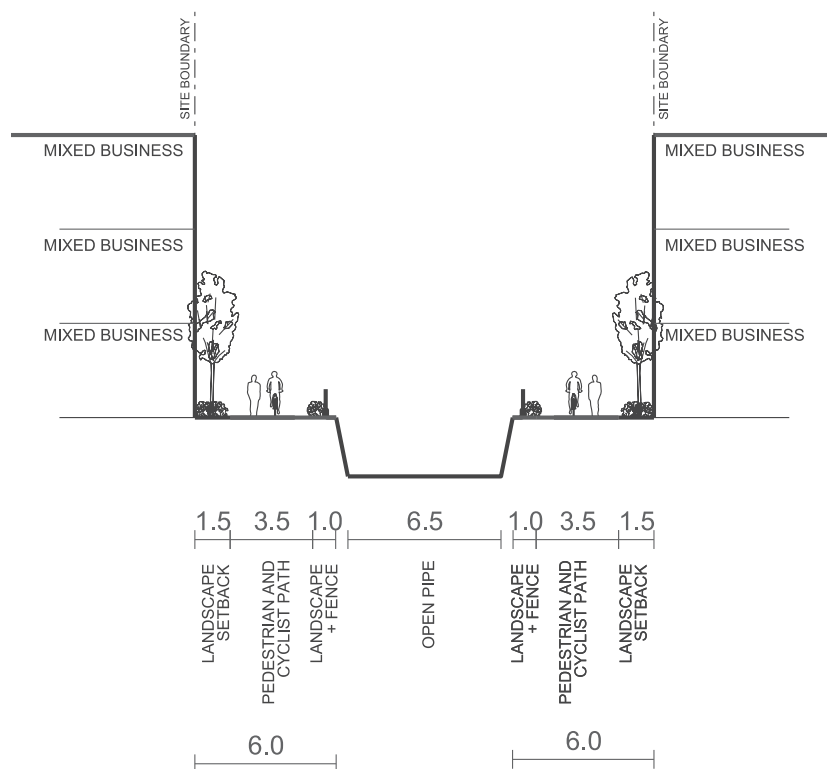 SITE BOUNDARY
SITE BOUNDARY
MIXED BUSINESS
MIXED BUSINESS
MIXED BUSINESS
MIXED BUSINESS
MIXED BUSINESS
MIXED BUSINESS
1.5 3.5 1.0 6.5 1.0 3.5 1.5
LANDSCAPE
SETBACK
PEDESTRIAN AND
CYCLIST PATH
LANDSCAPE
+ FENCE
OPEN PIPE
LANDSCAPE
+ FENCE
PEDESTRIAN AND
CYCLIST PATH
LANDSCAPE
SETBACK
6.0
6.0